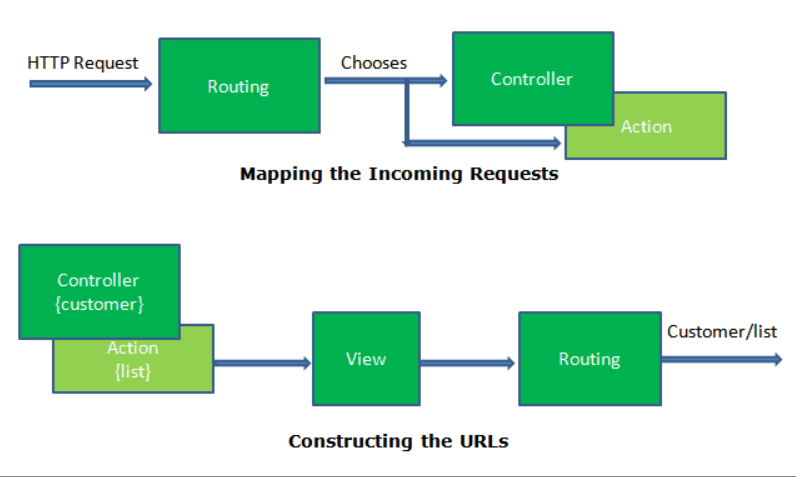 HTTP Request
Routing
Chooses
Controller
Action
Mapping the Incoming Requests
Controller
{customer}
Action
{list}
View
Routing
Customer/list
Constructing the URLs